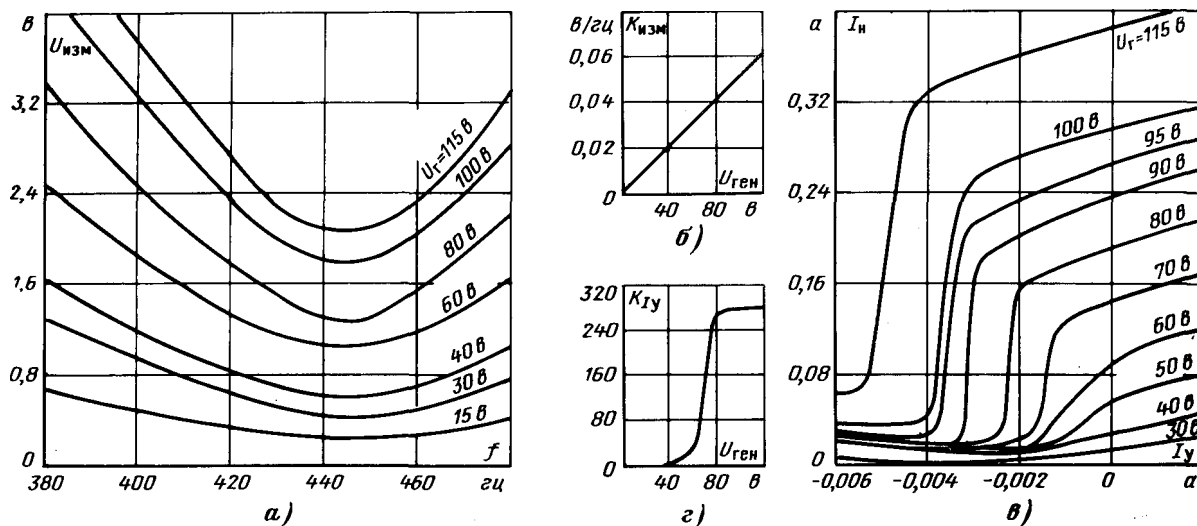 в
U изм
3,2
2,4
1,6
0,8
0
380
400
420
440
460
f
гц
Uг=115 в
100 в
80 в
60 в
40 в
30 в
15 в
а)
в/гц
Kизм
0,06
0,04
0,02
0
40
80
в
Uген
б)
320
KIу
240
160
80
0
40
80
в
Uген
г)
а
Iн
0,32
0,24
0,16
0,08
0
-0,006
-0,004
-0,002
0
а
Iу
Uг=115 в
100 в
95 в
90 в
80 в
70 в
60 в
50 в
40 в
30 в
в)